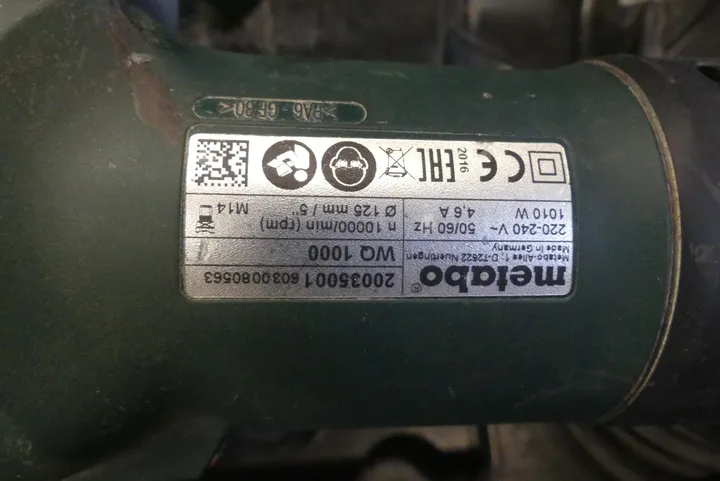 metabo®
Metabo-Allee 1; D-72622 Nuertingen
Made in Germany
20035001 6030080563
WQ 1000
220-240 V~
50/60 Hz
1010 W
4,6 A
n 10000/min (rpm)
Ø 125 mm / 5"
M14
CE
2016
EAC
>PA6-GF30<